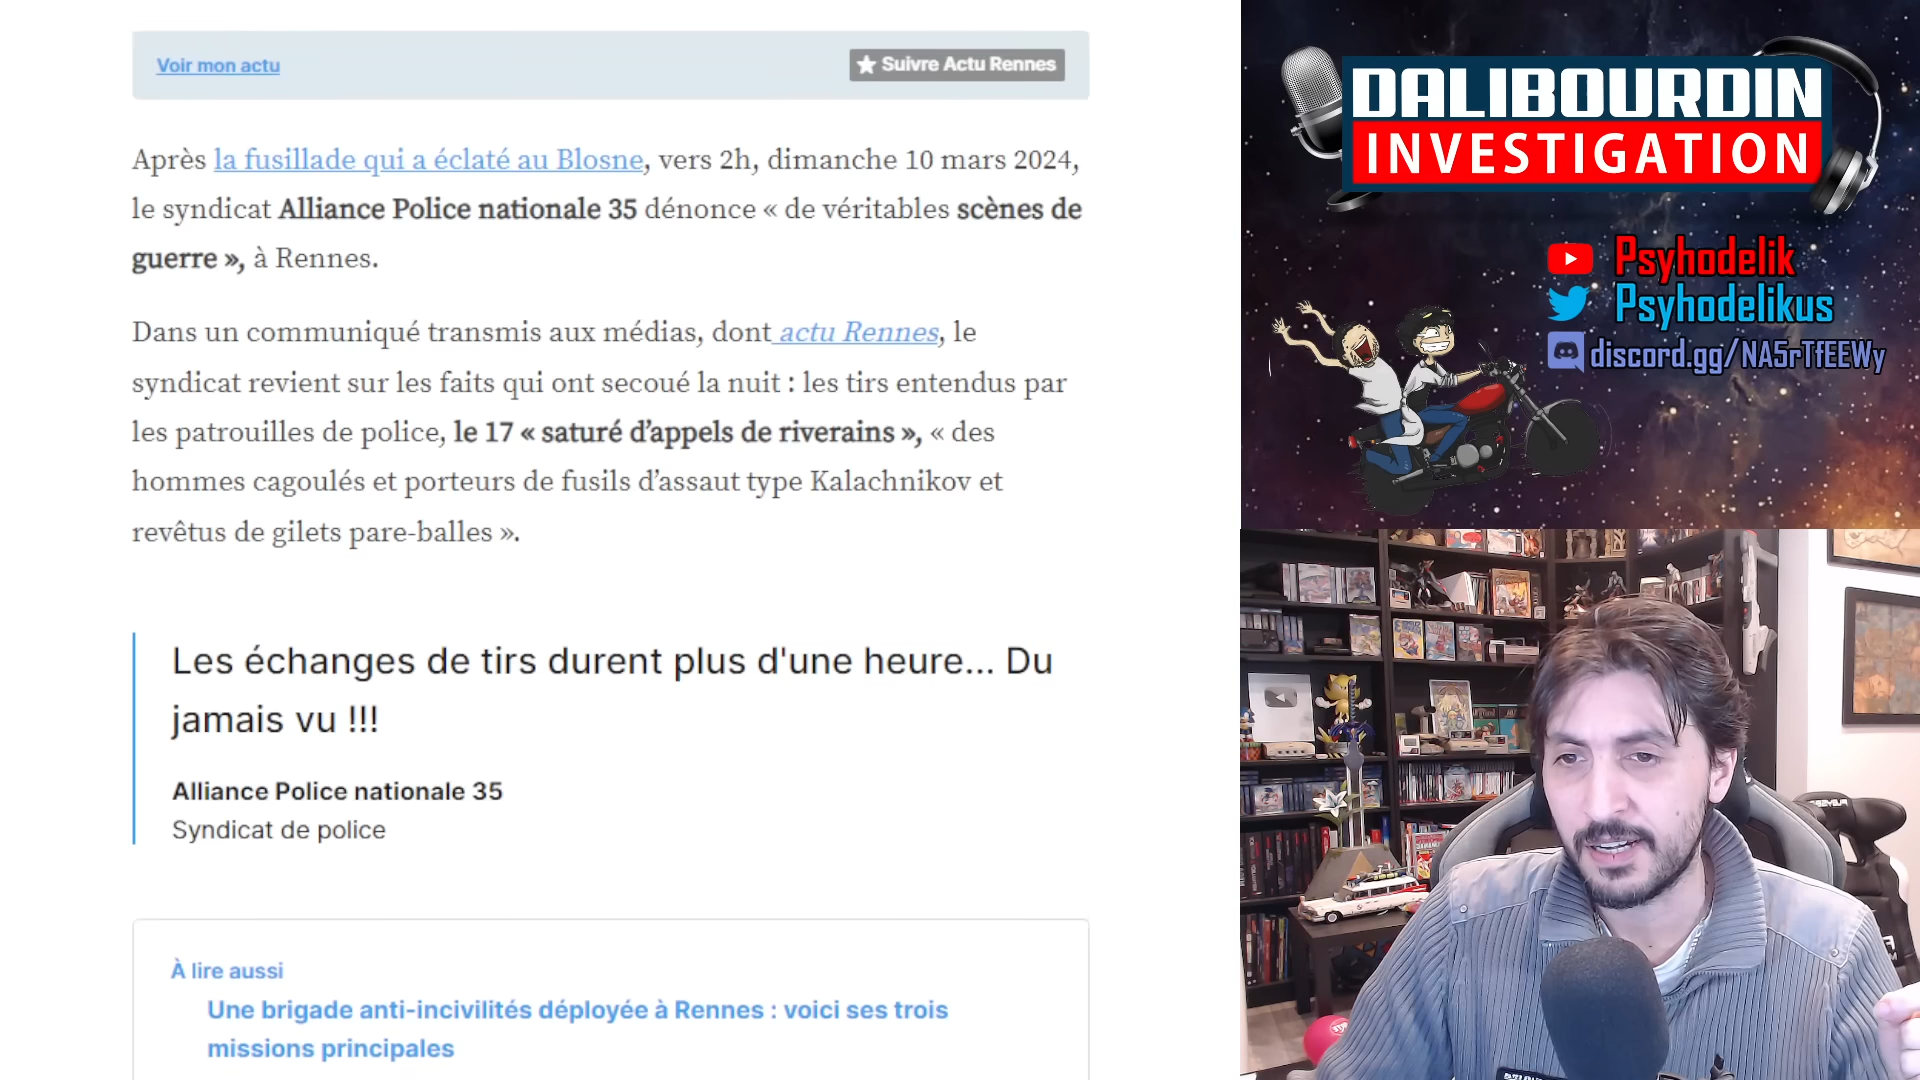 Voir mon actu
Suivre Actu Rennes
Après la fusillade qui a éclaté au Blosne, vers 2h, dimanche 10 mars 2024,
le syndicat Alliance Police nationale 35 dénonce « de véritables scènes de
guerre », à Rennes.
Dans un communiqué transmis aux médias, dont actu Rennes, le
syndicat revient sur les faits qui ont secoué la nuit : les tirs entendus par
les patrouilles de police, le 17 « saturé d’appels de riverains », « des
hommes cagoulés et porteurs de fusils d’assaut type Kalachnikov et
revêtus de gilets pare-balles ».
Les échanges de tirs durent plus d'une heure... Du
jamais vu !!!
Alliance Police nationale 35
Syndicat de police
À lire aussi
Une brigade anti-incivilités déployée à Rennes : voici ses trois
missions principales
DALIBOURDIN
INVESTIGATION
Psyhodelik
Psyhodelikus
discord.gg/NA5rTfEEWy